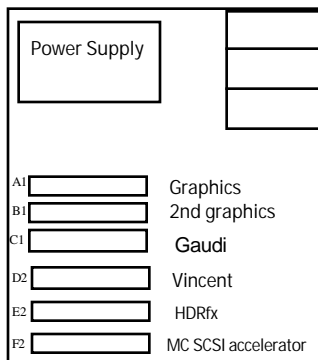 Power Supply
A1 Graphics
B1 2nd graphics
C1 Gaudi
D2 Vincent
E2 HDRfx
F2 MC SCSI accelerator